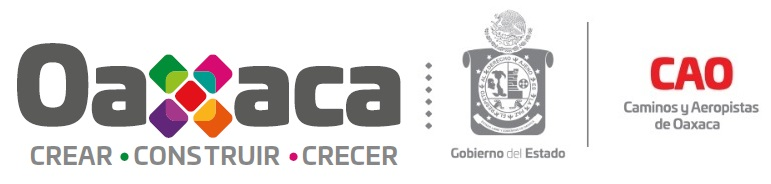 Oaxaca
CREAR • CONSTRUIR • CRECER
Gobierno del Estado
CAO
Caminos y Aeropistas
de Oaxaca